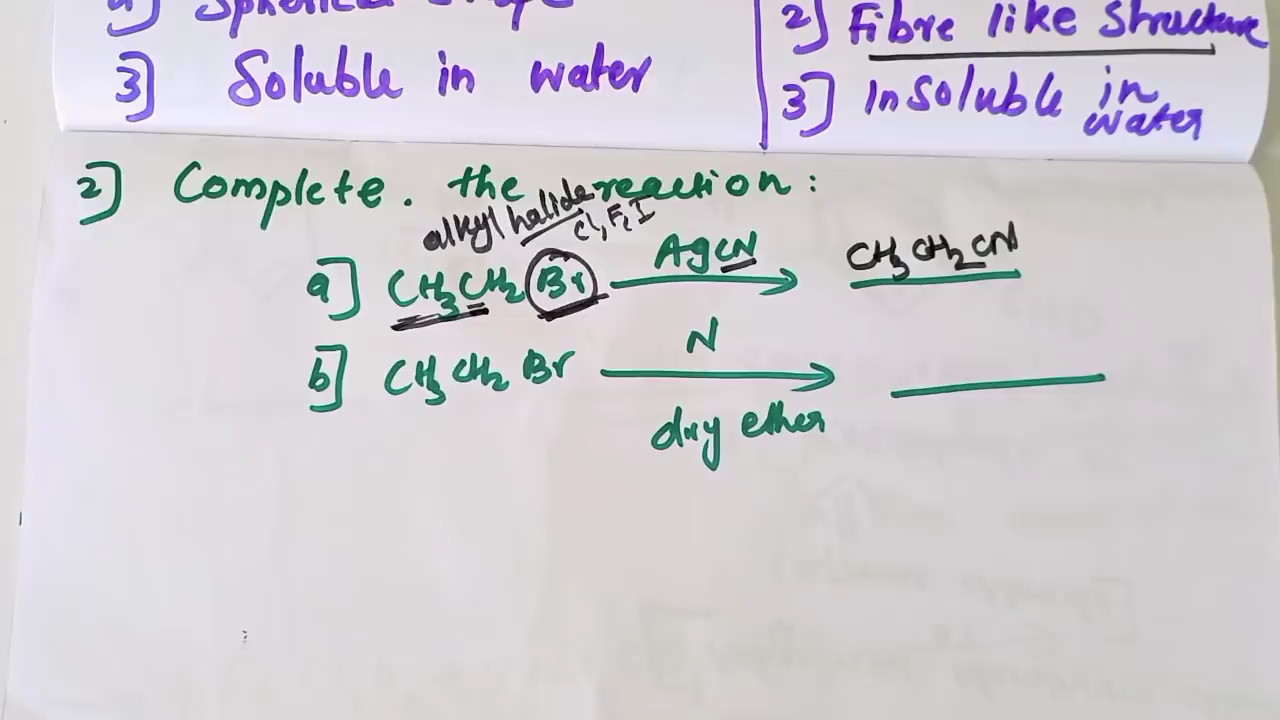 3] Soluble in water
2] Fibre like structure
3] Insoluble in water
2] Complete. the reaction:
alkyl halide
Cl, F, I
a] CH3CH2Br AgCN CH3CH2CN
b] CH3CH2Br N
dry ether